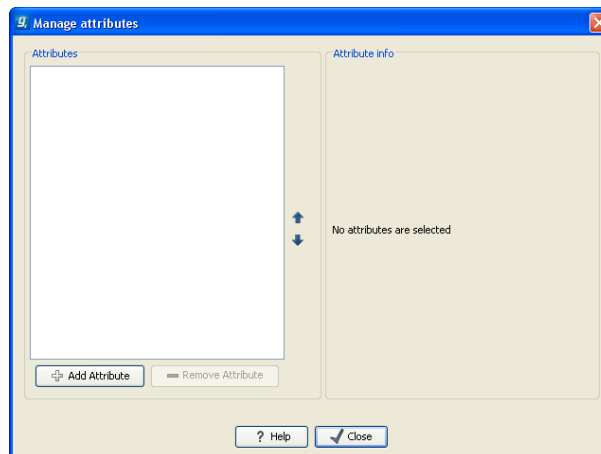 Manage attributes
Attributes
Attribute info
No attributes are selected
Add Attribute
Remove Attribute
? Help
Close